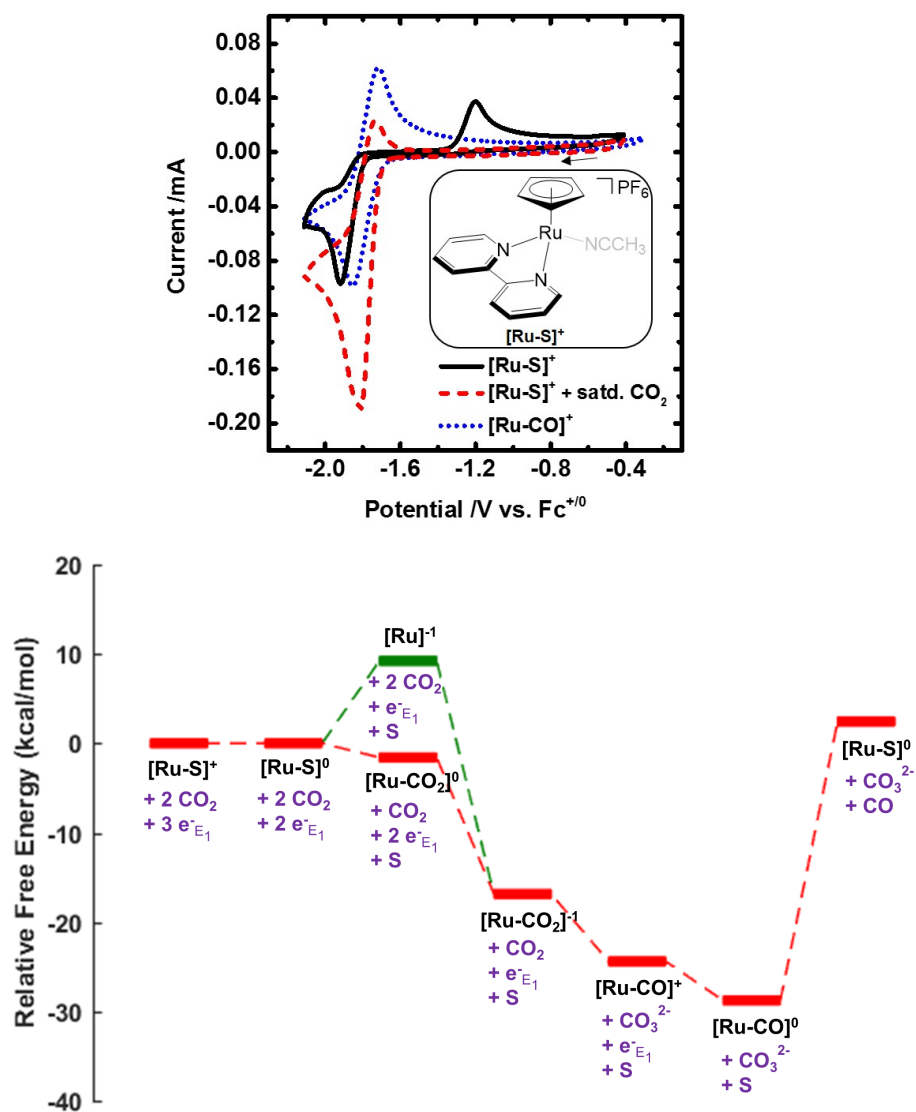 0.08
0.04
0.00
-0.04
-0.08
-0.12
-0.16
-0.20
Current /mA
]PF6
Ru
NCCH3
N
N
[Ru-S]+
[Ru-S]+
[Ru-S]+ + satd. CO2
[Ru-CO]+
-2.0 -1.6 -1.2 -0.8 -0.4
Potential /V vs. Fc+/0
20
10
0
-10
-20
-30
-40
Relative Free Energy (kcal/mol)
[Ru-S]+
+ 2 CO2
+ 3 e-E1
[Ru-S]0
+ 2 CO2
+ 2 e-E1
[Ru]-1
+ 2 CO2
+ e-E1
+ S
[Ru-CO2]0
+ CO2
+ 2 e-E1
+ S
[Ru-CO2]-1
+ CO2
+ e-E1
+ S
[Ru-CO]+
+ CO32-
+ e-E1
+ S
[Ru-CO]0
+ CO32-
+ S
[Ru-S]0
+ CO32-
+ CO